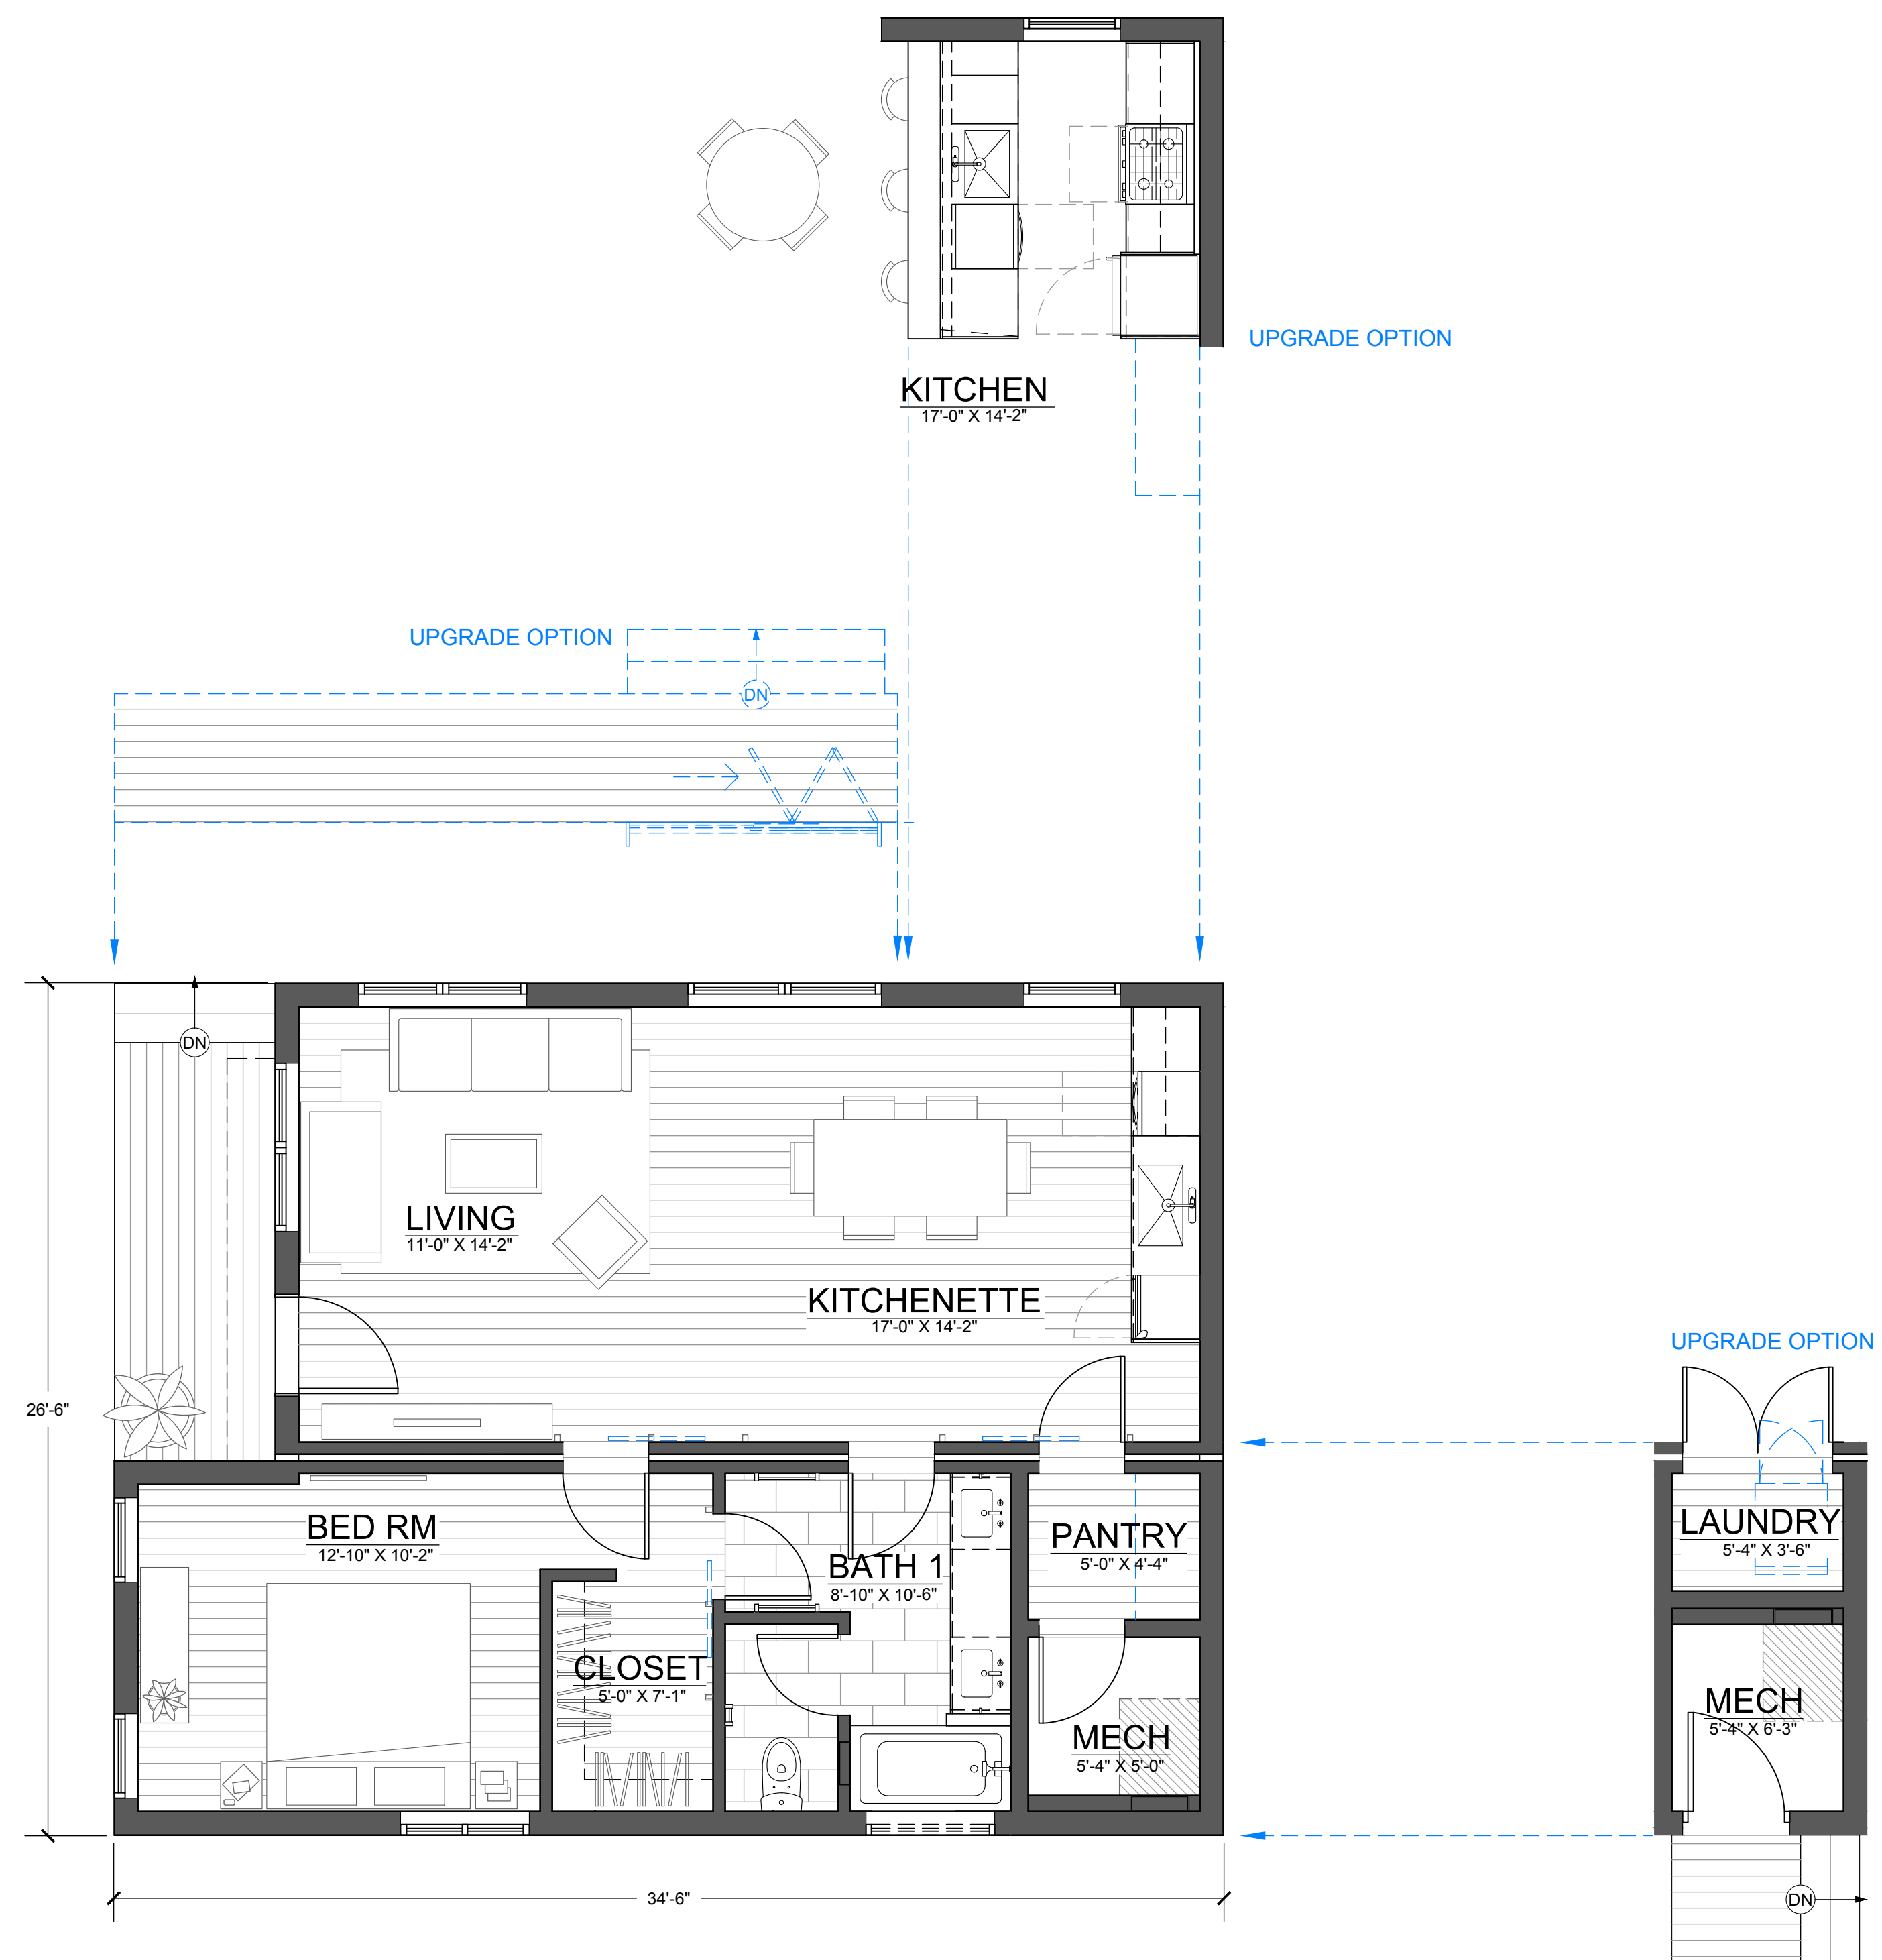 UPGRADE OPTION
KITCHEN
17'-0" X 14'-2"
UPGRADE OPTION
DN
DN
LIVING
11'-0" X 14'-2"
KITCHENETTE
17'-0" X 14'-2"
26'-6"
UPGRADE OPTION
BED RM
12'-10" X 10'-2"
BATH 1
8'-10" X 10'-6"
PANTRY
5'-0" X 4'-4"
LAUNDRY
5'-4" X 3'-6"
CLOSET
5'-0" X 7'-1"
MECH
5'-4" X 5'-0"
MECH
5'-4" X 6'-3"
34'-6"
DN